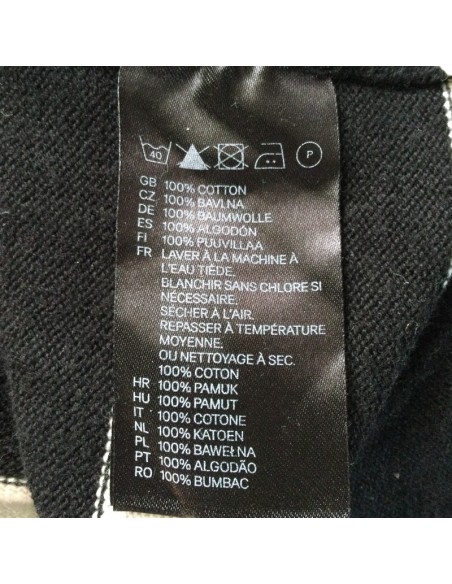 40 P
GB 100% COTTON
CZ 100% BAVLNA
DE 100% BAUMWOLLE
ES 100% ALGODÓN
FI 100% PUUVILLAA
FR LAVER À LA MACHINE À
L'EAU TIÈDE.
BLANCHIR SANS CHLORE SI
NÉCESSAIRE.
SÉCHER À L'AIR.
REPASSER À TEMPÉRATURE
MOYENNE.
OU NETTOYAGE À SEC.
100% COTON
HR 100% PAMUK
HU 100% PAMUT
IT 100% COTONE
NL 100% KATOEN
PL 100% BAWEŁNA
PT 100% ALGODÃO
RO 100% BUMBAC